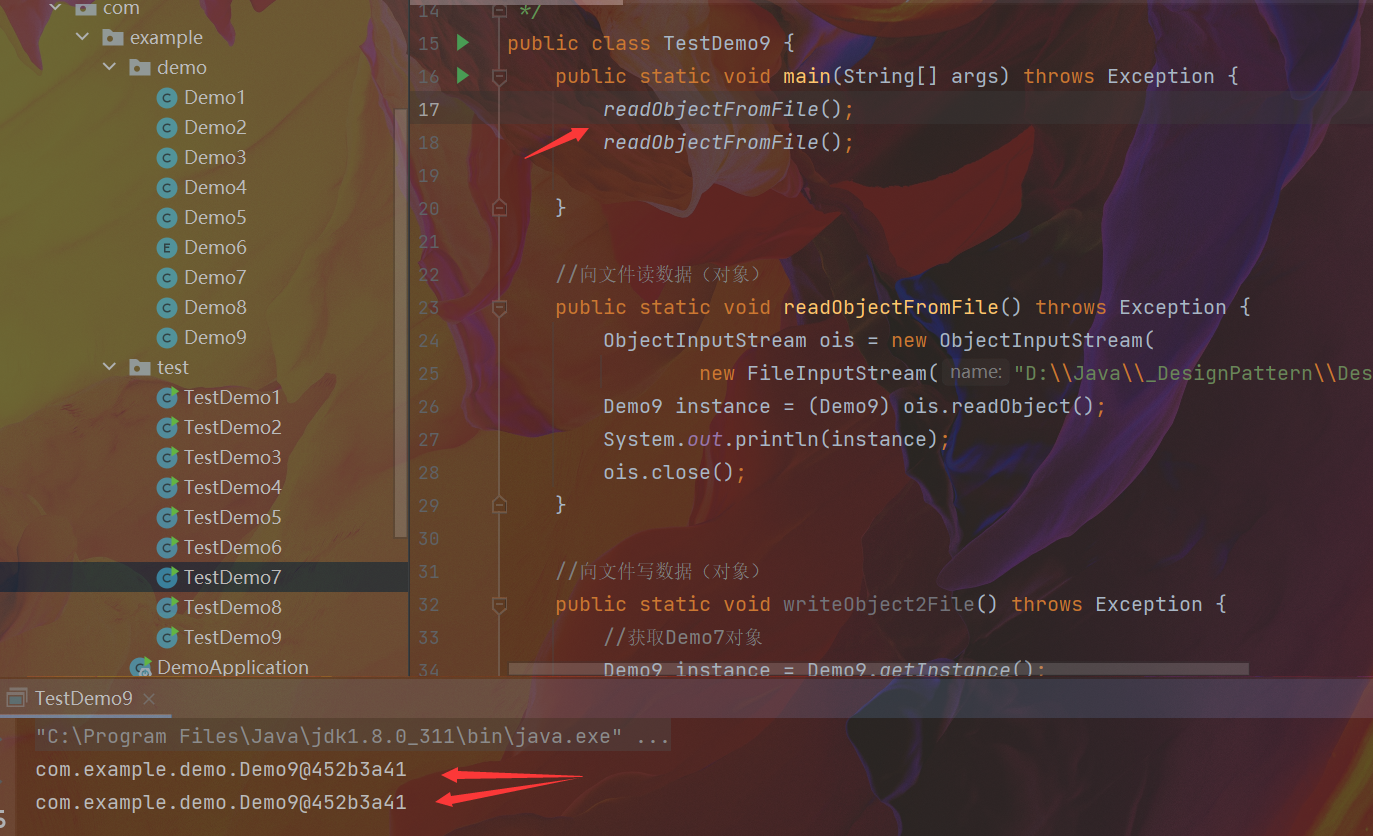 com
example
demo
Demo1
Demo2
Demo3
Demo4
Demo5
Demo6
Demo7
Demo8
Demo9
test
TestDemo1
TestDemo2
TestDemo3
TestDemo4
TestDemo5
TestDemo6
TestDemo7
TestDemo8
TestDemo9
DemoApplication
14 */
15 public class TestDemo9 {
16 public static void main(String[] args) throws Exception {
17 readObjectFromFile();
18 readObjectFromFile();
19
20 }
21
22 //向文件读数据（对象）
23 public static void readObjectFromFile() throws Exception {
24 ObjectInputStream ois = new ObjectInputStream(
25 new FileInputStream( name: "D:\\Java\\_DesignPattern\\Des
26 Demo9 instance = (Demo9) ois.readObject();
27 System.out.println(instance);
28 ois.close();
29 }
30
31 //向文件写数据（对象）
32 public static void writeObject2File() throws Exception {
33 //获取Demo7对象
34 Demo9 instance = Demo9.getInstance();
TestDemo9 ×
"C:\Program Files\Java\jdk1.8.0_311\bin\java.exe" ...
com.example.demo.Demo9@452b3a41
com.example.demo.Demo9@452b3a41